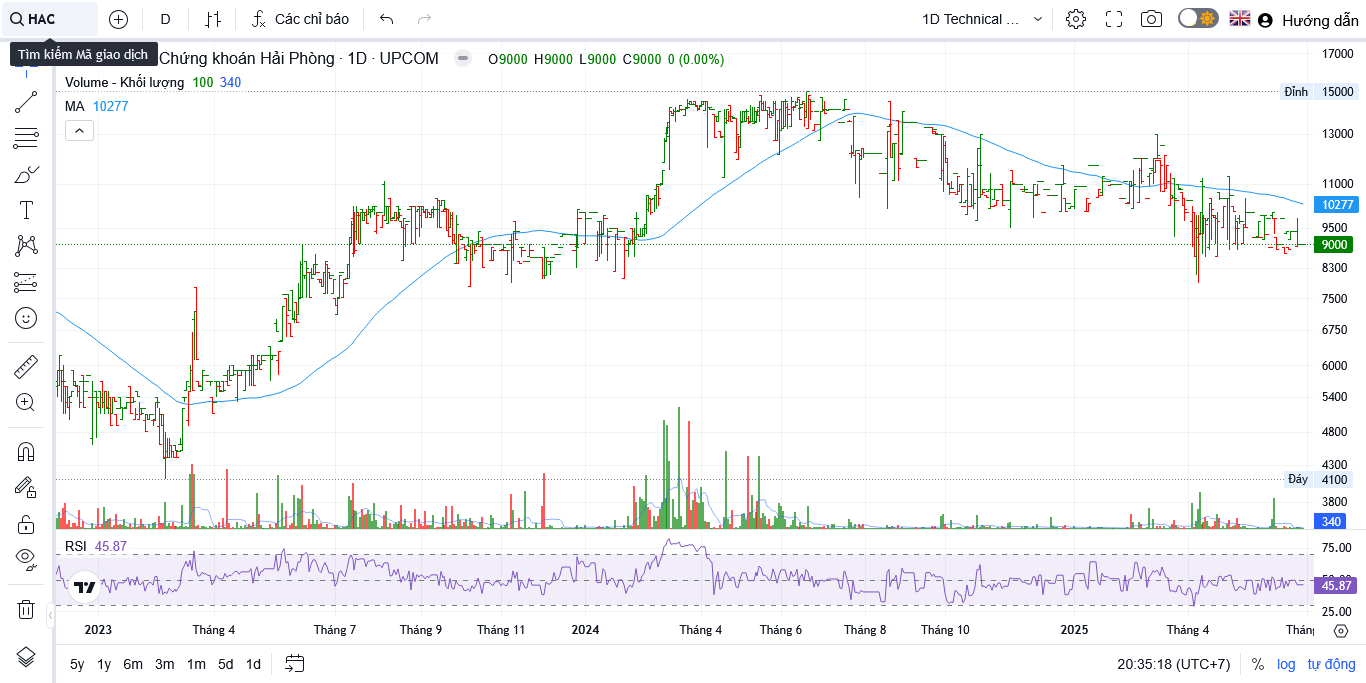 HAC
D
Các chỉ báo
1D Technical ...
Hướng dẫn
Tìm kiếm Mã giao dịch
Chứng khoán Hải Phòng · 1D · UPCOM
O9000 H9000 L9000 C9000 0 (0.00%)
Volume - Khối lượng 100 340
MA 10277
17000
Đỉnh 15000
13000
11000
10277
9500
9000
8300
7500
6750
6000
5400
4800
4300
Đáy 4100
3800
340
RSI 45.87
75.00
45.87
25.00
2023
Tháng 4
Tháng 7
Tháng 9
Tháng 11
2024
Tháng 4
Tháng 6
Tháng 8
Tháng 10
2025
Tháng 4
5y 1y 6m 3m 1m 5d 1d
20:35:18 (UTC+7)
% log tự động